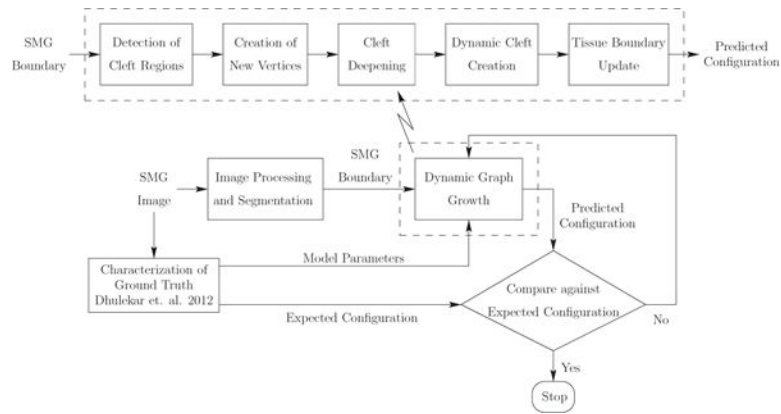 SMG
Boundary
Detection of
Cleft Regions
Creation of
New Vertices
Cleft
Deepening
Dynamic Cleft
Creation
Tissue Boundary
Update
Predicted
Configuration
SMG
Image
Image Processing
and Segmentation
SMG
Boundary
Dynamic Graph
Growth
Predicted
Configuration
Characterization of
Ground Truth
Dhulekar et. al. 2012
Model Parameters
Expected Configuration
Compare against
Expected Configuration
No
Yes
Stop